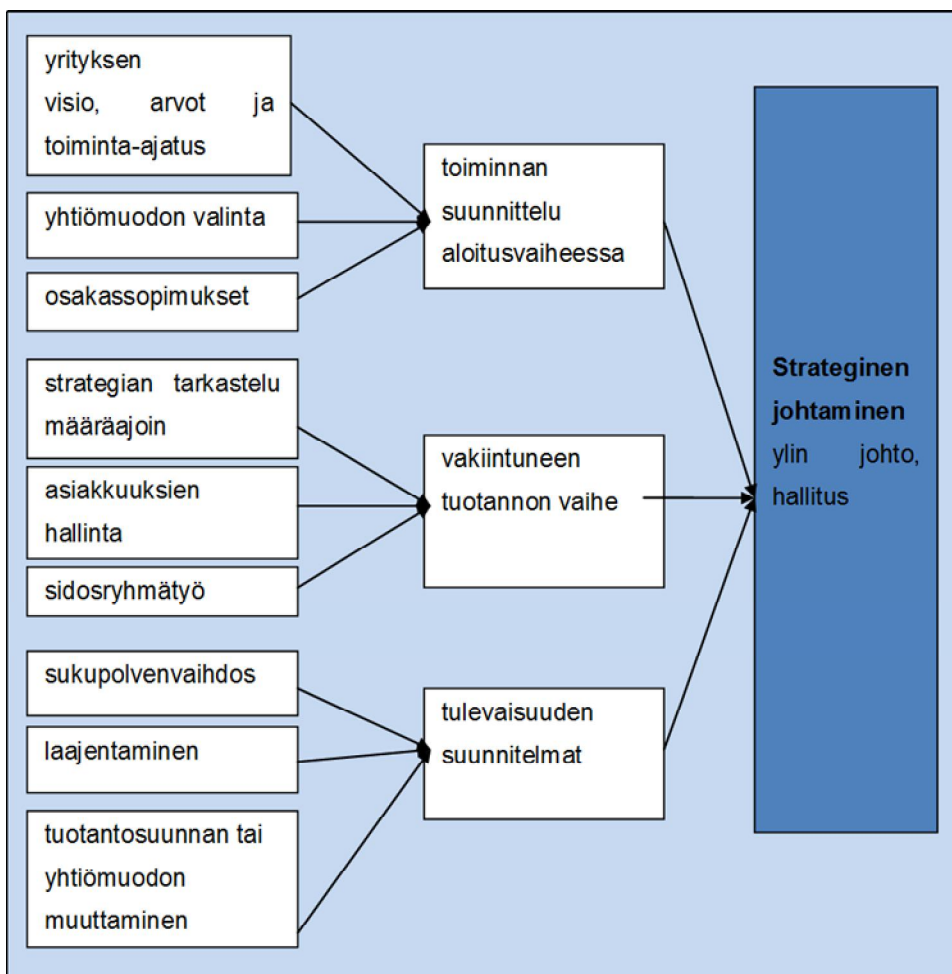 yrityksen
visio, arvot ja
toiminta-ajatus
yhtiömuodon valinta
osakassopimukset
strategian tarkastelu
määräajoin
asiakkuuksien
hallinta
sidosryhmätyö
sukupolvenvaihdos
laajentaminen
tuotantosuunnan tai
yhtiömuodon
muuttaminen
toiminnan
suunnittelu
aloitusvaiheessa
vakiintuneen
tuotannon vaihe
tulevaisuuden
suunnitelmat
Strateginen
johtaminen
ylin johto,
hallitus